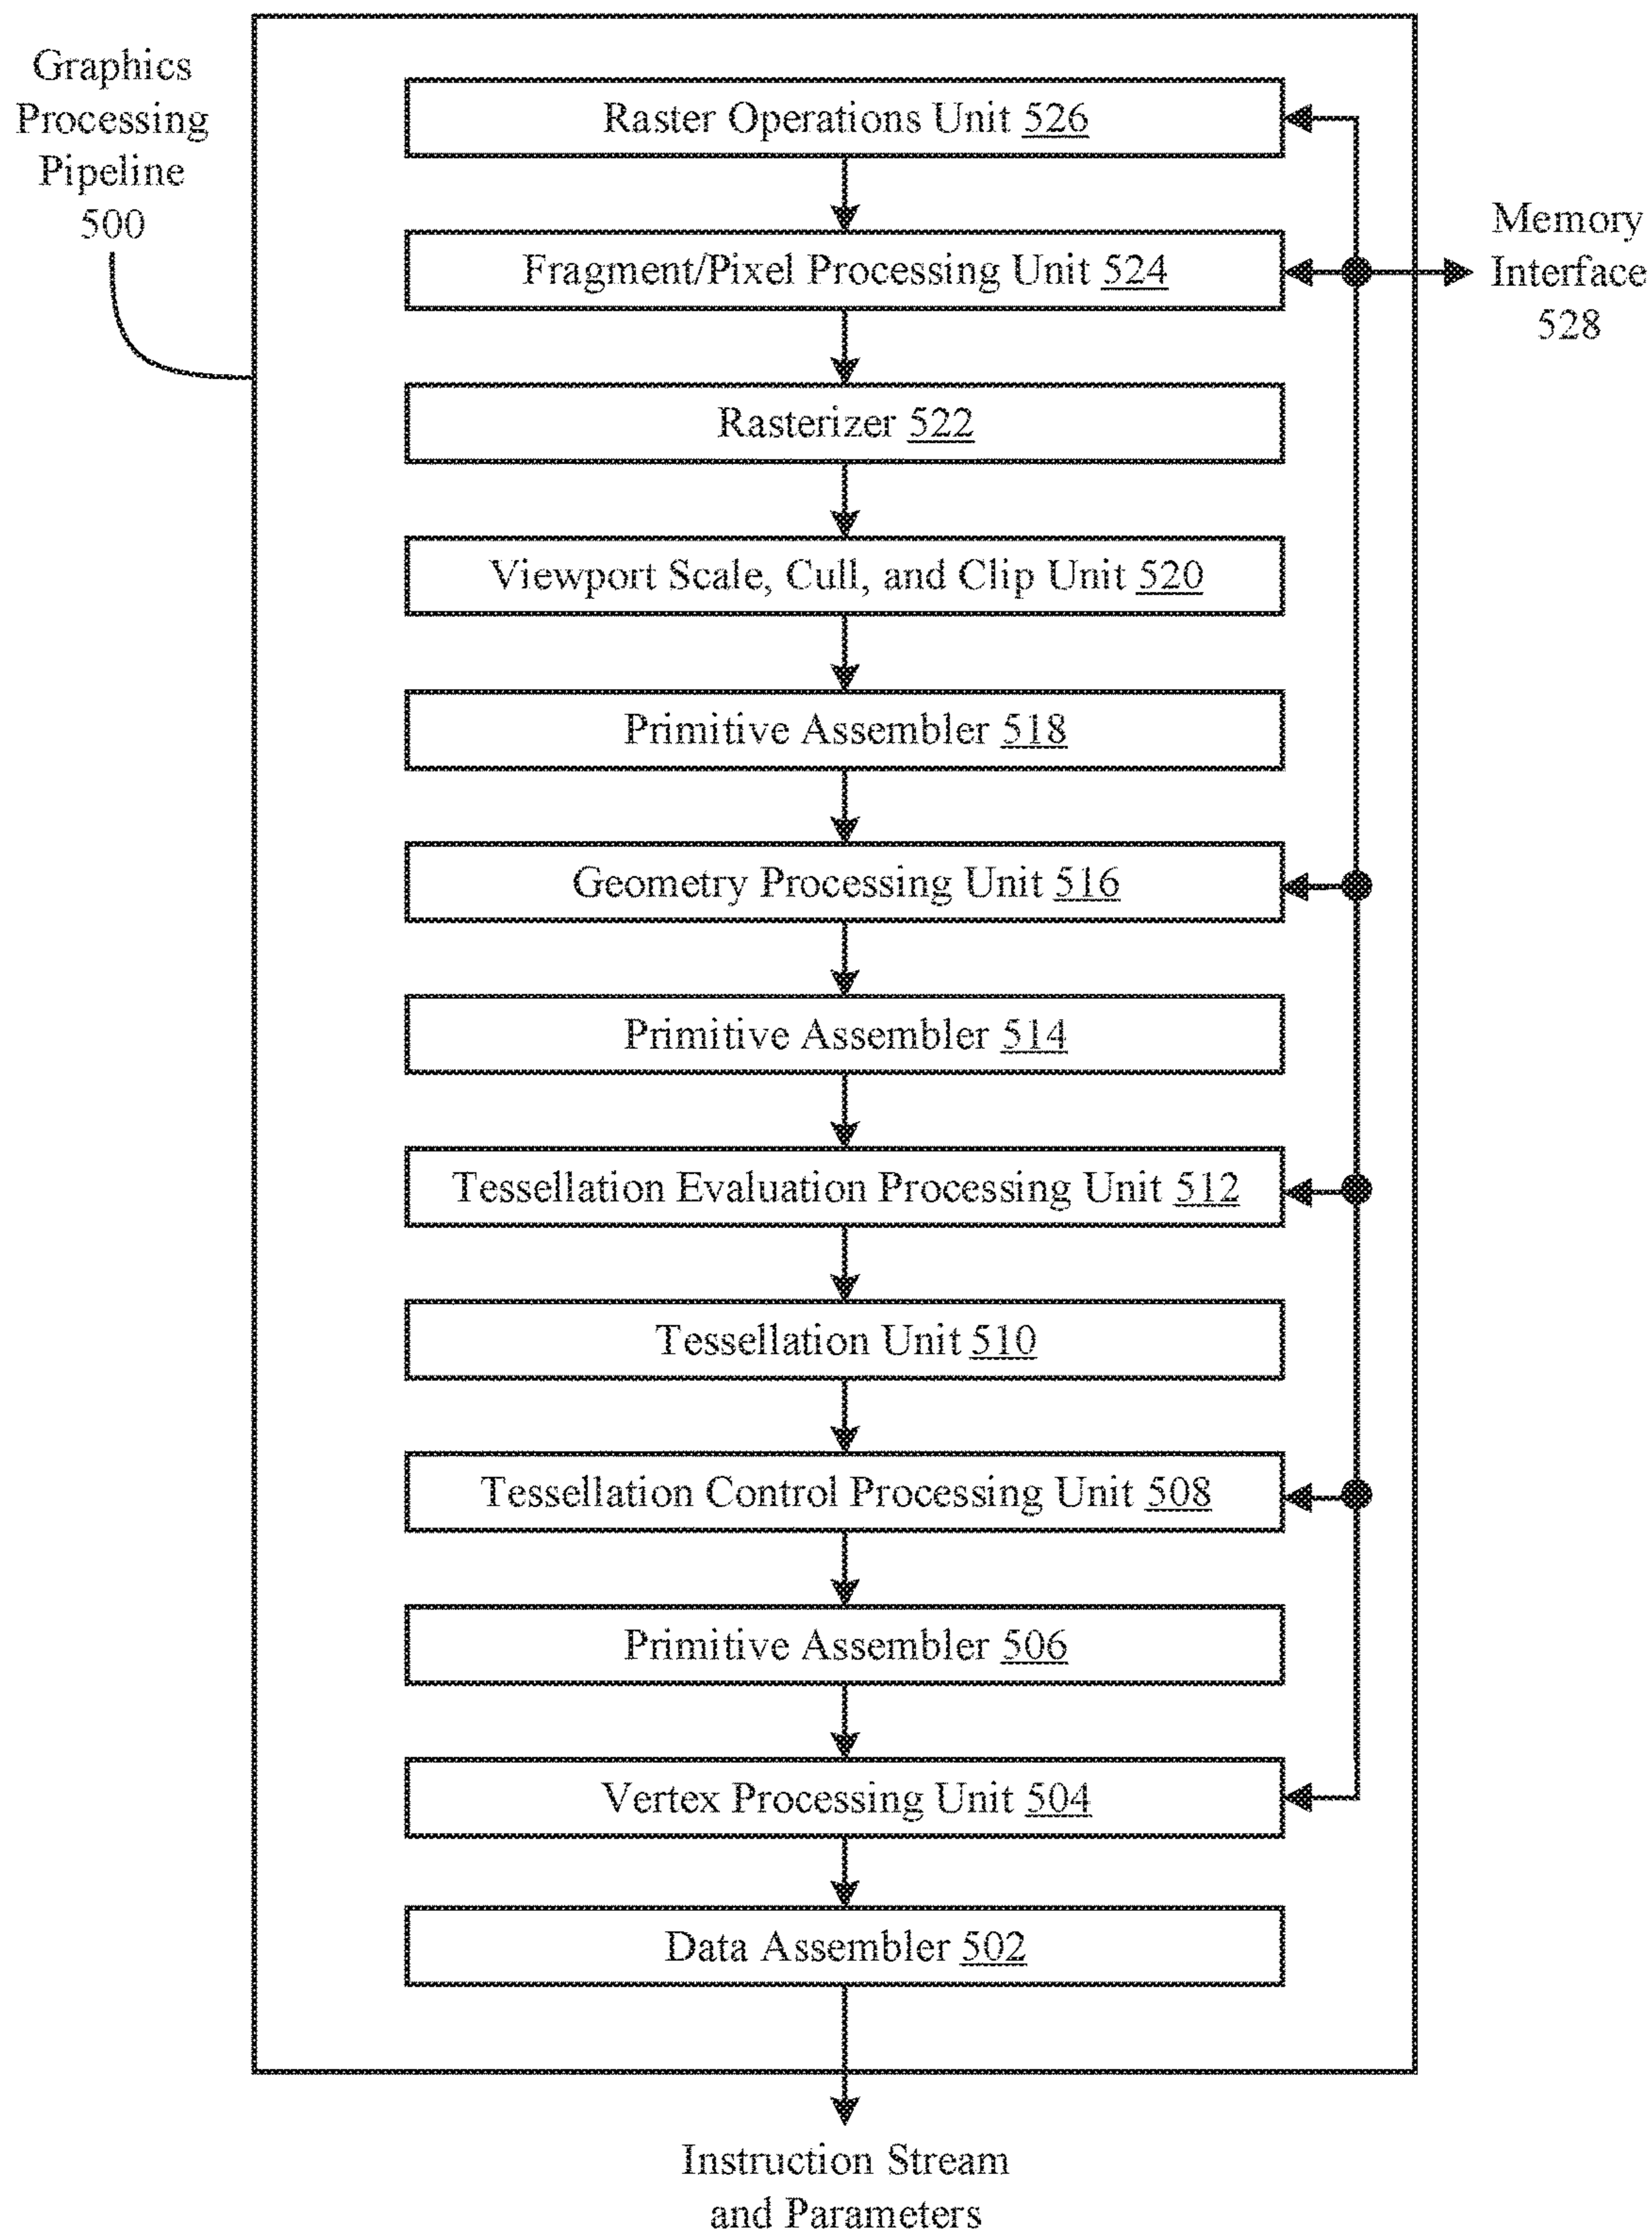 Graphics
Processing
Pipeline
500
Raster Operations Unit 526
Fragment/Pixel Processing Unit 524
Memory
Interface
528
Rasterizer 522
Viewport Scale, Cull, and Clip Unit 520
Primitive Assembler 518
Geometry Processing Unit 516
Primitive Assembler 514
Tessellation Evaluation Processing Unit 512
Tessellation Unit 510
Tessellation Control Processing Unit 508
Primitive Assembler 506
Vertex Processing Unit 504
Data Assembler 502
Instruction Stream
and Parameters